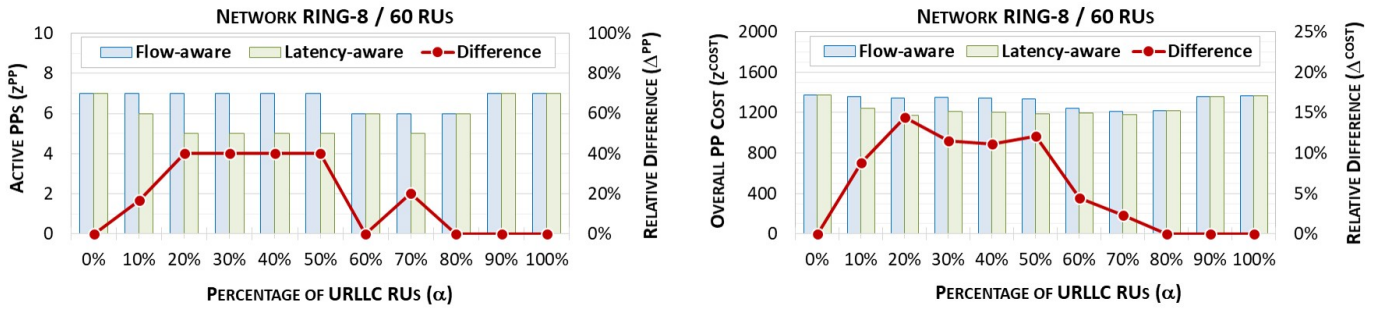 NETWORK RING-8 / 60 RUs
Flow-aware Latency-aware Difference
ACTIVE PPs (z^PP)
10
8
6
4
2
0
100%
80%
60%
40%
20%
0%
RELATIVE DIFFERENCE (Δ^PP)
0% 10% 20% 30% 40% 50% 60% 70% 80% 90% 100%
PERCENTAGE OF URLLC RUs (α)
NETWORK RING-8 / 60 RUs
Flow-aware Latency-aware Difference
OVERALL PP COST (z^COST)
2000
1600
1200
800
400
0
25%
20%
15%
10%
5%
0%
RELATIVE DIFFERENCE (Δ^COST)
0% 10% 20% 30% 40% 50% 60% 70% 80% 90% 100%
PERCENTAGE OF URLLC RUs (α)